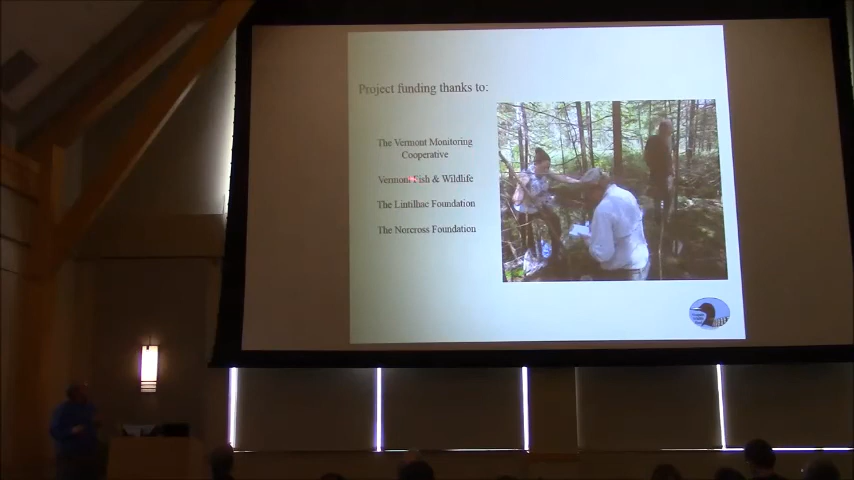 Project funding thanks to:
The Vermont Monitoring
Cooperative
Vermont Fish & Wildlife
The Lintilhac Foundation
The Norcross Foundation